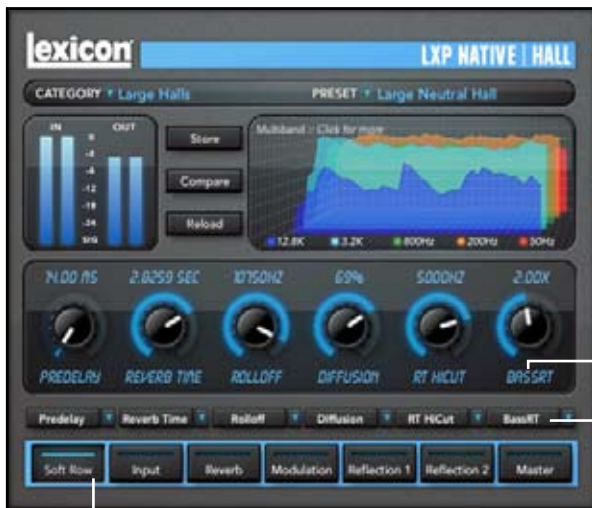 lexicon
LXP NATIVE | HALL
CATEGORY Large Halls PRESET Large Neutral Hall
IN OUT
0
-4
-12
-18
-24
SIG
Store
Compare
Reload
Multiband :: Click for more
12.8K 3.2K 800Hz 200Hz 50Hz
14.00 MS 2.8259 SEC 10750HZ 69% 5000HZ 2.00X
PREDELAY REVERB TIME ROLLOFF DIFFUSION RT HICUT BASSRT
Predelay Reverb Time Rolloff Diffusion RT HiCut BassRT
Soft Row Input Reverb Modulation Reflection 1 Reflection 2 Master